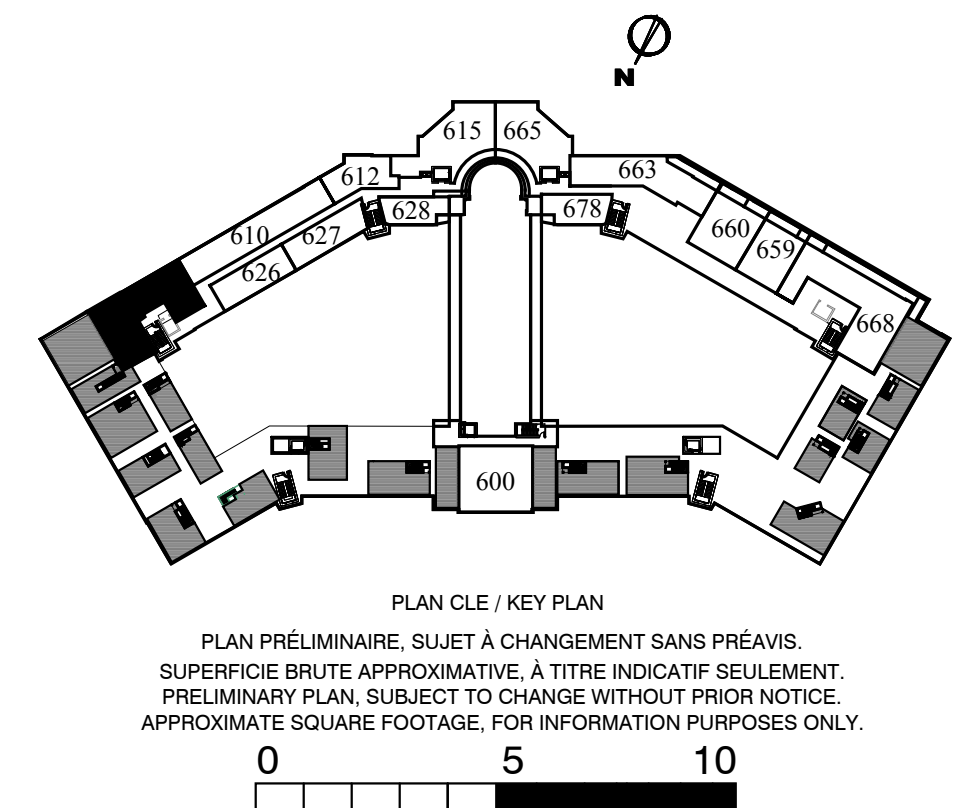 N
615 665
612 663
628 678
610 627 660 659
626
668
600
PLAN CLE / KEY PLAN
PLAN PRÉLIMINAIRE, SUJET À CHANGEMENT SANS PRÉAVIS.
SUPERFICIE BRUTE APPROXIMATIVE, À TITRE INDICATIF SEULEMENT.
PRELIMINARY PLAN, SUBJECT TO CHANGE WITHOUT PRIOR NOTICE.
APPROXIMATE SQUARE FOOTAGE, FOR INFORMATION PURPOSES ONLY.
0 5 10